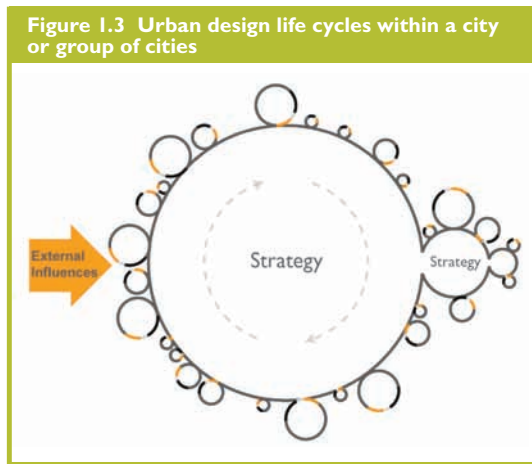 Figure 1.3 Urban design life cycles within a city
or group of cities
External
Influences
Strategy
Strategy